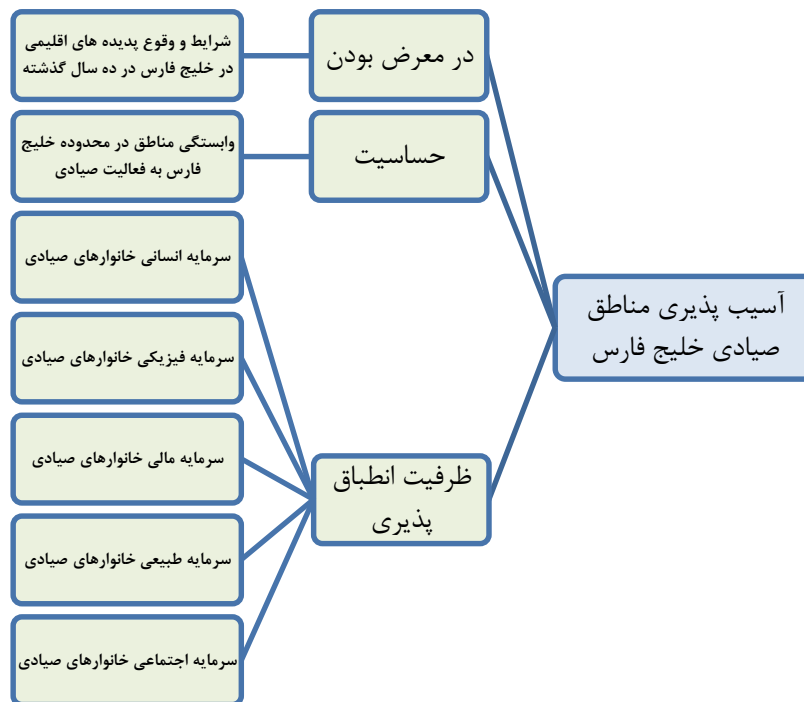 آسیب پذیری مناطق
صیادی خلیج فارس
در معرض بودن
شرایط و وقوع پدیده های اقلیمی
در خلیج فارس در ده سال گذشته
حساسیت
وابستگی مناطق در محدوده خلیج
فارس به فعالیت صیادی
ظرفیت انطباق
پذیری
سرمایه انسانی خانوارهای صیادی
سرمایه فیزیکی خانوارهای صیادی
سرمایه مالی خانوارهای صیادی
سرمایه طبیعی خانوارهای صیادی
سرمایه اجتماعی خانوارهای صیادی